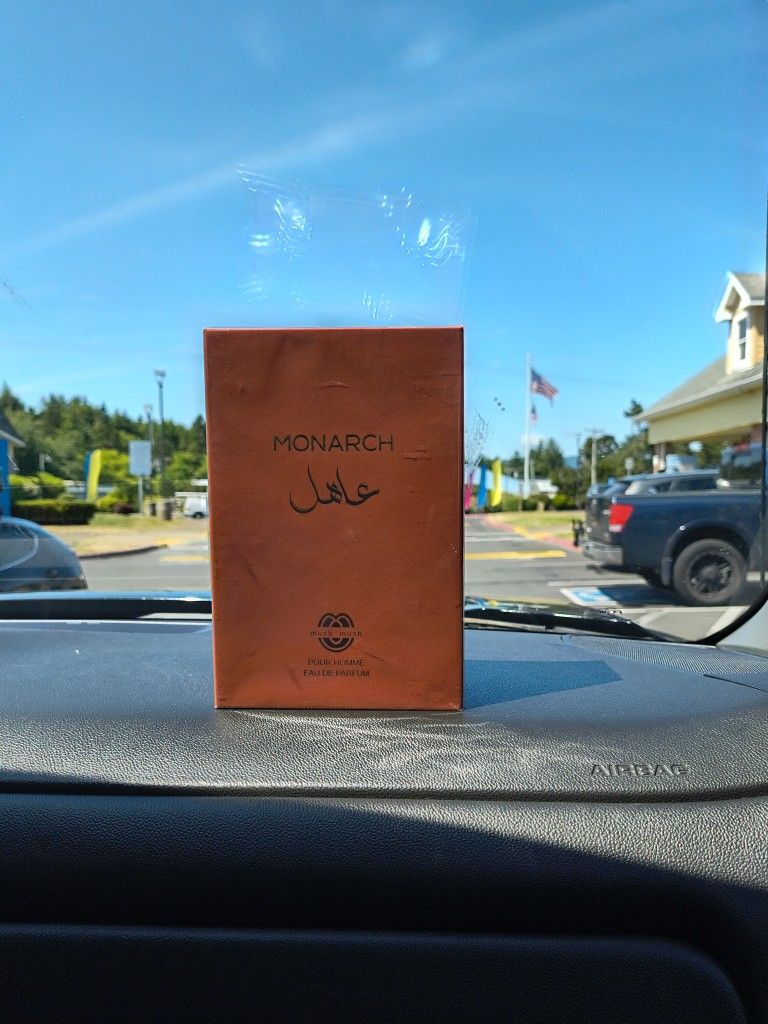 MONARCH
عاهل
mush mush
POUR HOMME
EAU DE PARFUM
AIRBAG